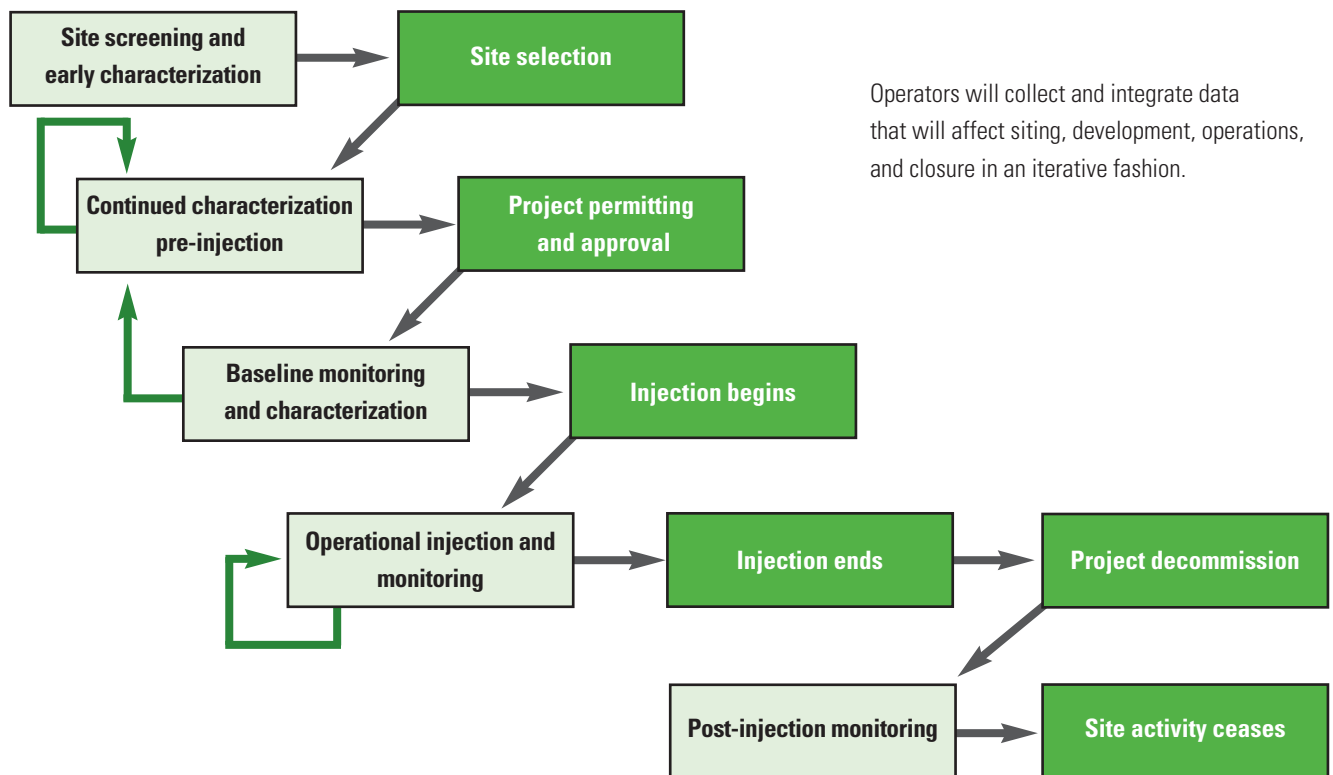 Site screening and
early characterization
Site selection
Operators will collect and integrate data
that will affect siting, development, operations,
and closure in an iterative fashion.
Continued characterization
pre-injection
Project permitting
and approval
Baseline monitoring
and characterization
Injection begins
Operational injection and
monitoring
Injection ends
Project decommission
Post-injection monitoring
Site activity ceases